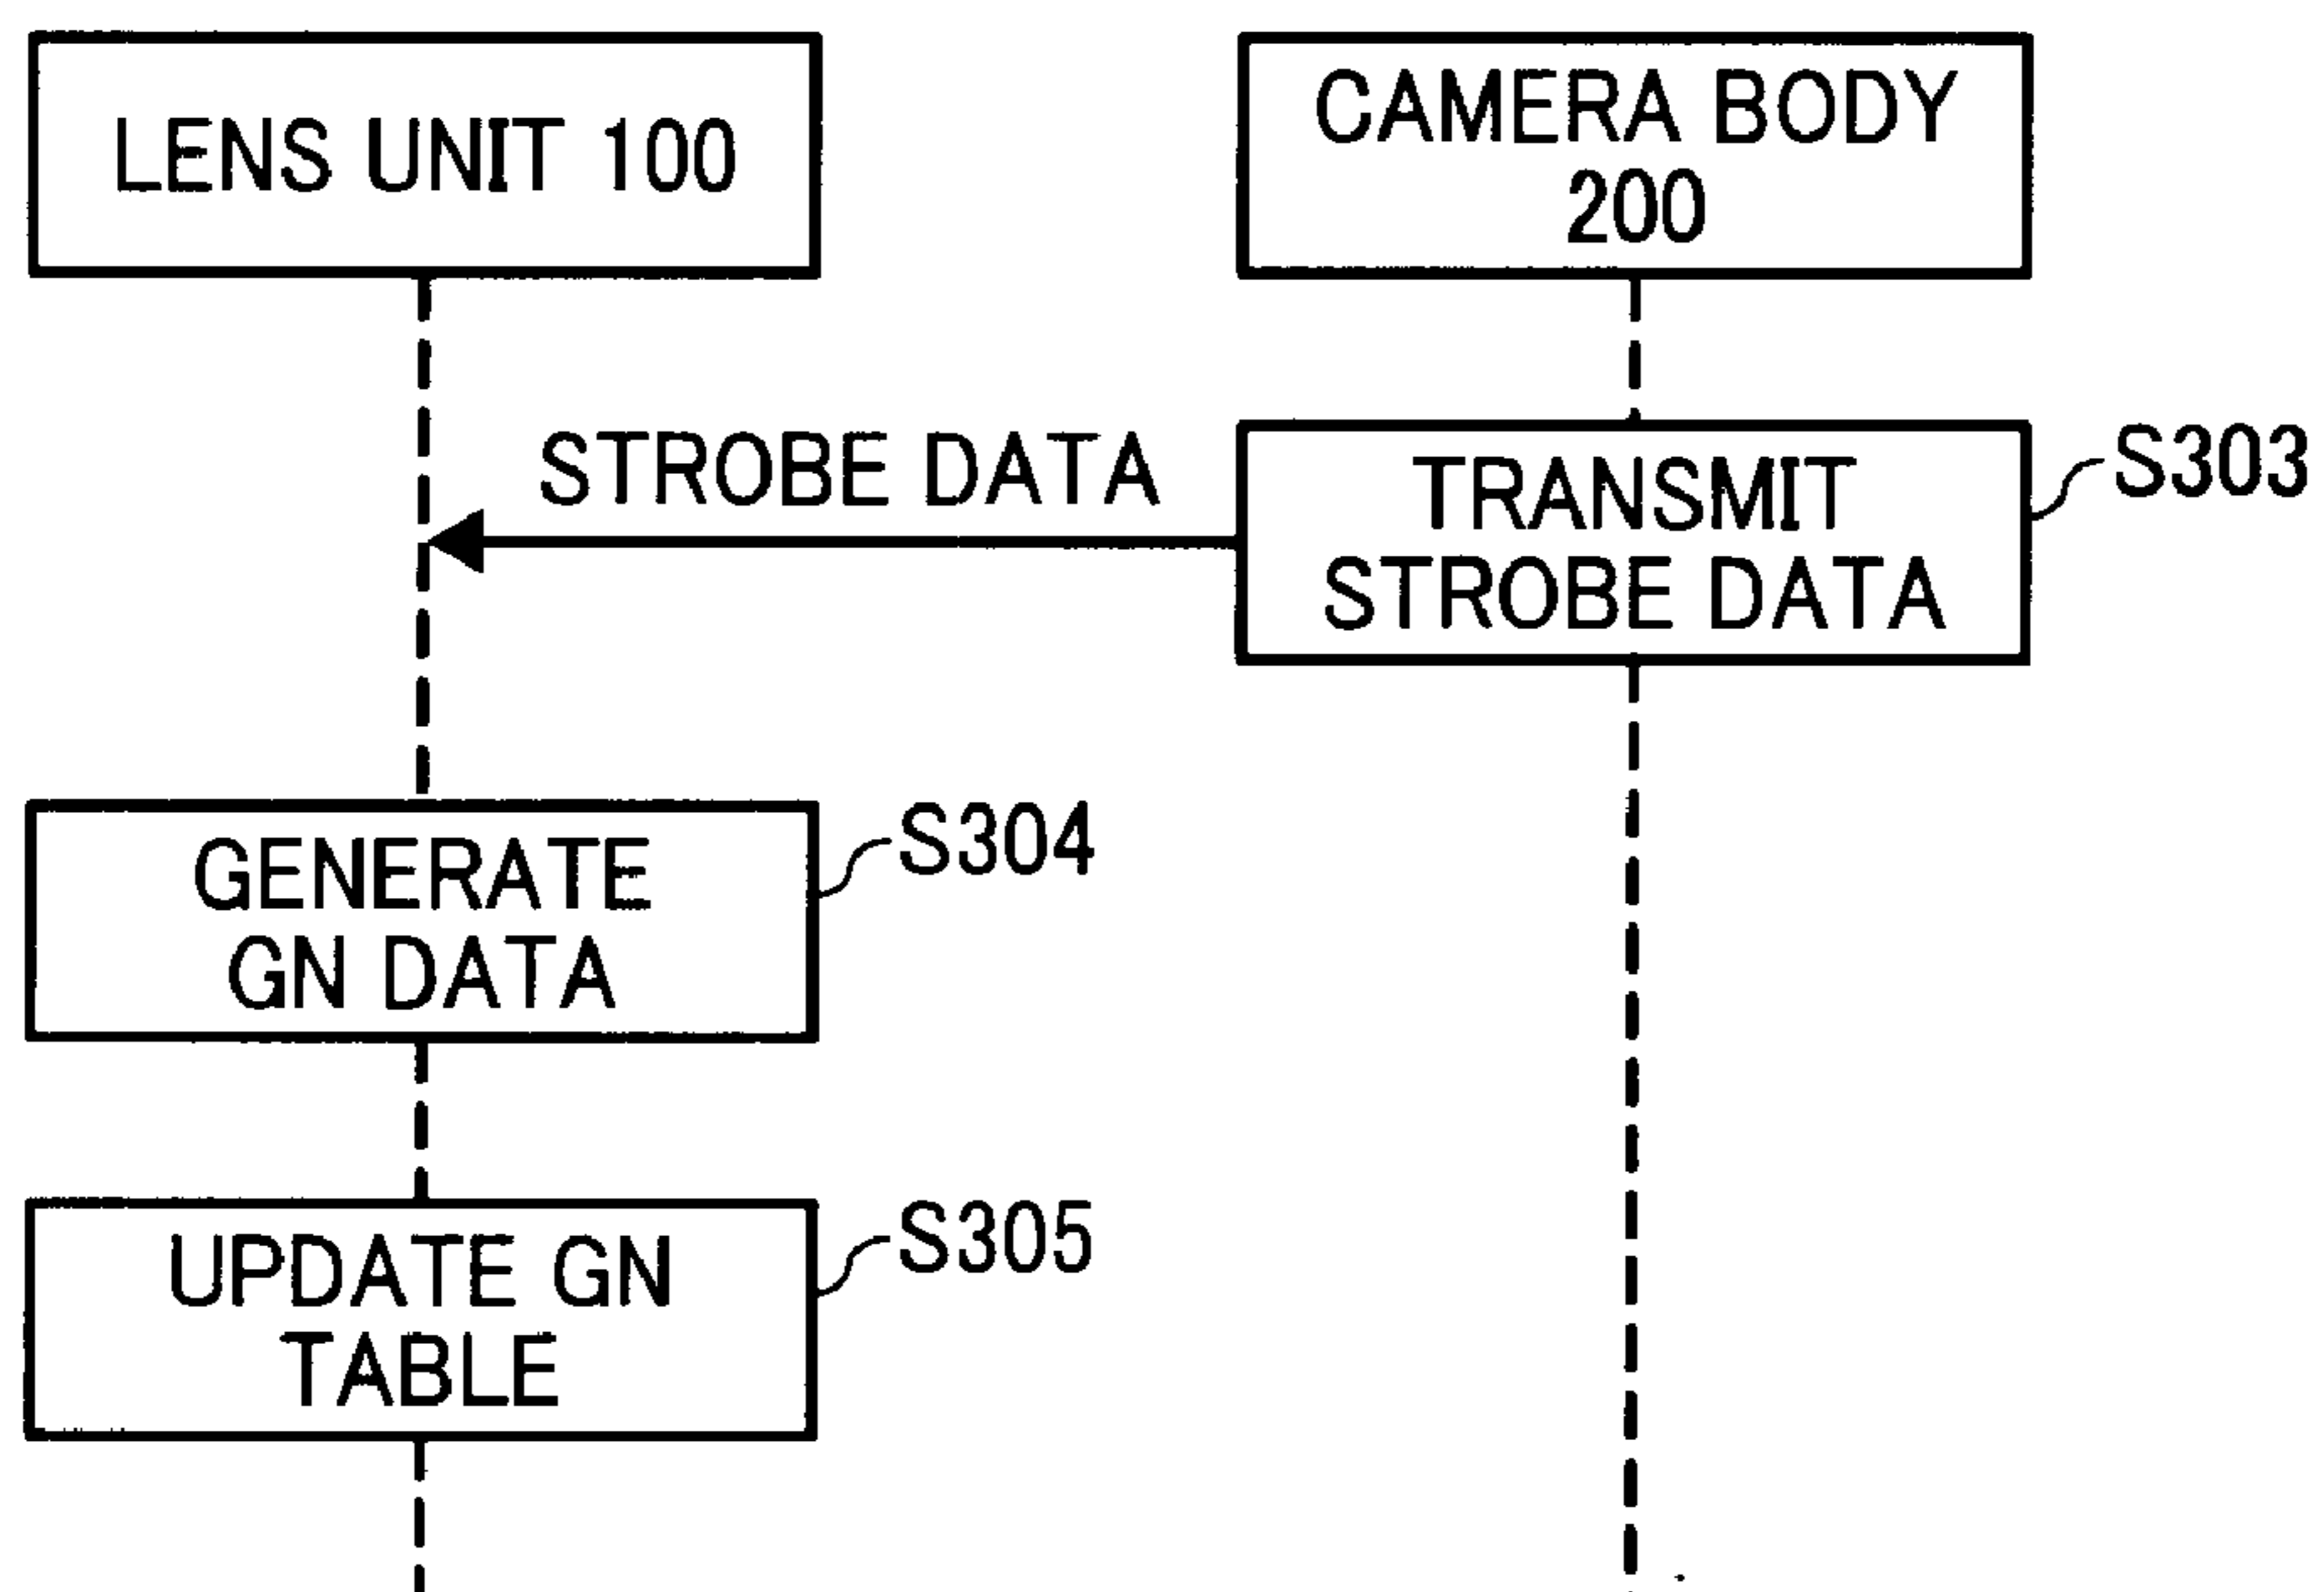 LENS UNIT 100
CAMERA BODY
200
STROBE DATA
TRANSMIT
STROBE DATA
S303
GENERATE
GN DATA
S304
UPDATE GN
TABLE
S305